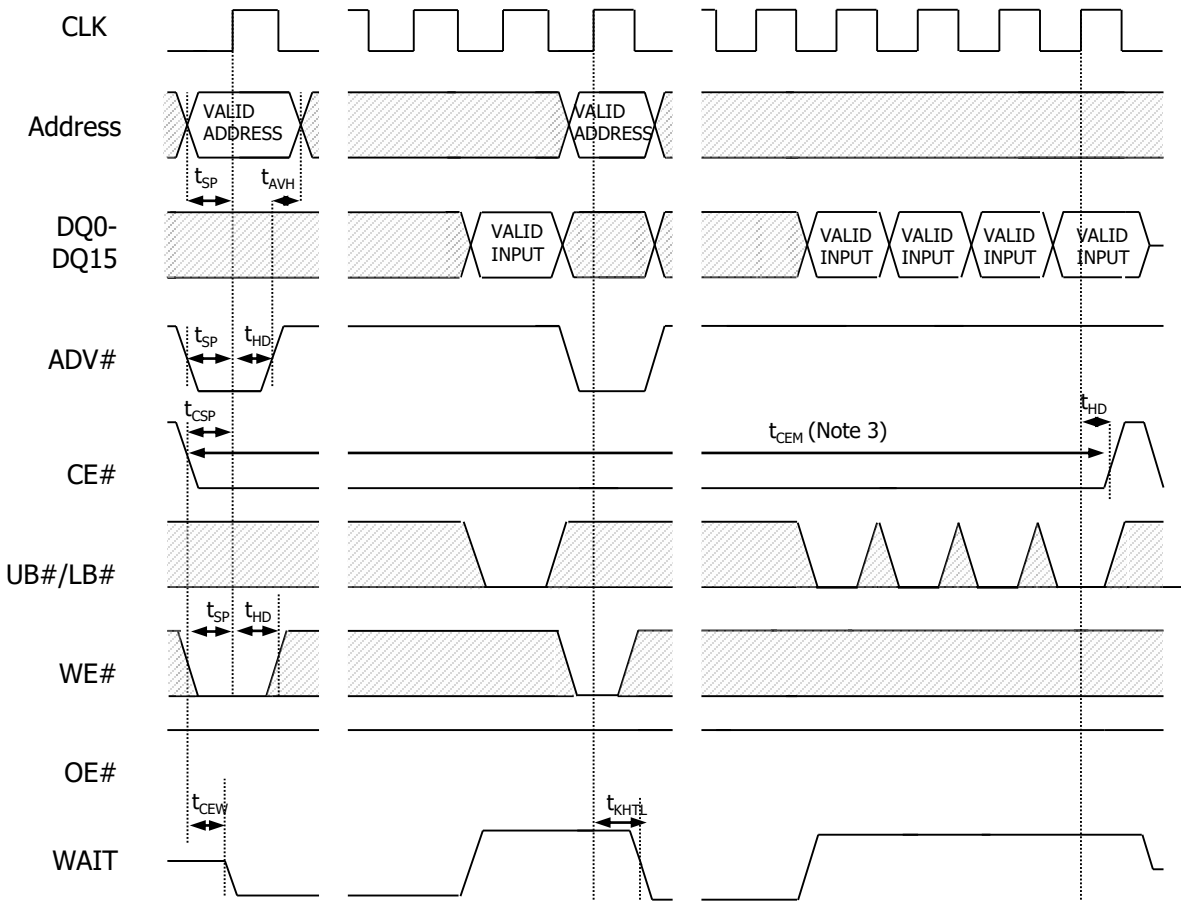 CLK
Address
VALID
ADDRESS
VALID
ADDRESS
tSP
tAVH
DQ0-
DQ15
VALID
INPUT
VALID
INPUT
VALID
INPUT
VALID
INPUT
VALID
INPUT
ADV#
tSP
tHD
tCSP
tCEM (Note 3)
tHD
CE#
UB#/LB#
tSP
tHD
WE#
OE#
tCEW
tKHTL
WAIT